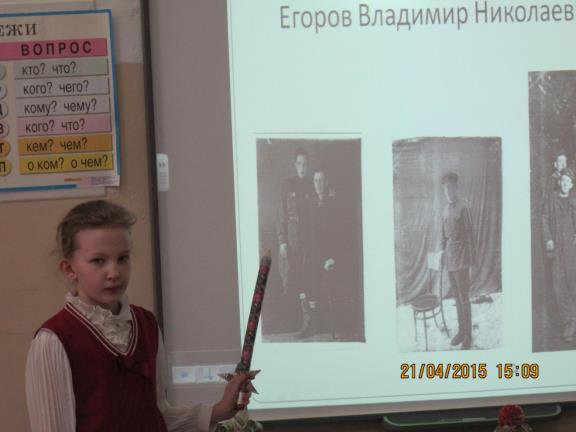 Егоров Владимир Николаев
ЕЖИ
ВОПРОС
кто? что?
кого? чего?
кому? чему?
кого? что?
кем? чем?
о ком? о чем?
21/04/2015 15:09